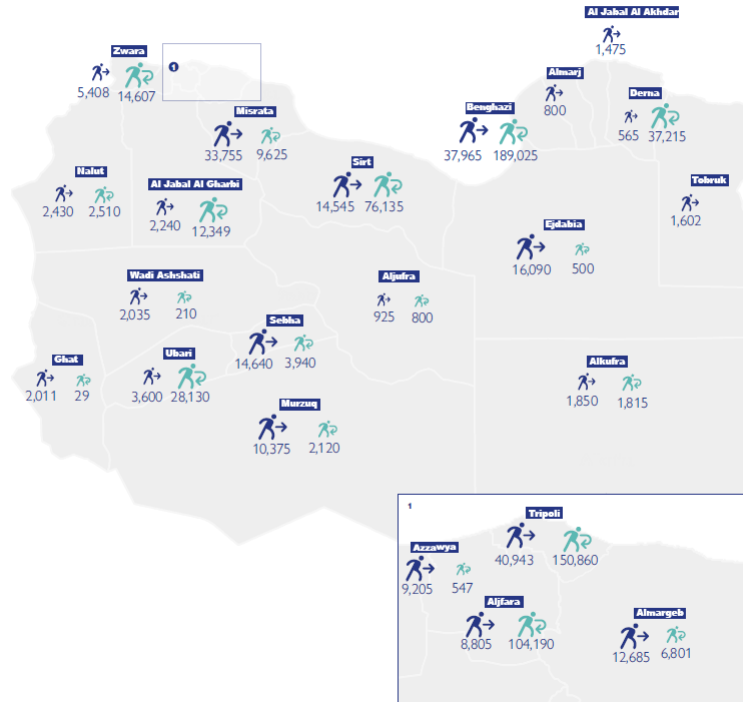 Al Jabal Al Akhdar
1,475
Zwara
5,408 14,607
1
Almarj
800
Derna
565 37,215
Misrata
33,755 9,625
Benghazi
37,965 189,025
Sirt
14,545 76,135
Nalut
2,430 2,510
Al Jabal Al Gharbi
2,240 12,349
Tobruk
1,602
Ejdabia
16,090 500
Wadi Ashshati
2,035 210
Aljufra
925 800
Sebha
14,640 3,940
Ghat
2,011 29
Ubari
3,600 28,130
Alkufra
1,850 1,815
Murzuq
10,375 2,120
1
Tripoli
40,943 150,860
Azzawya
9,205 547
Aljfara
8,805 104,190
Almargeb
12,685 6,801